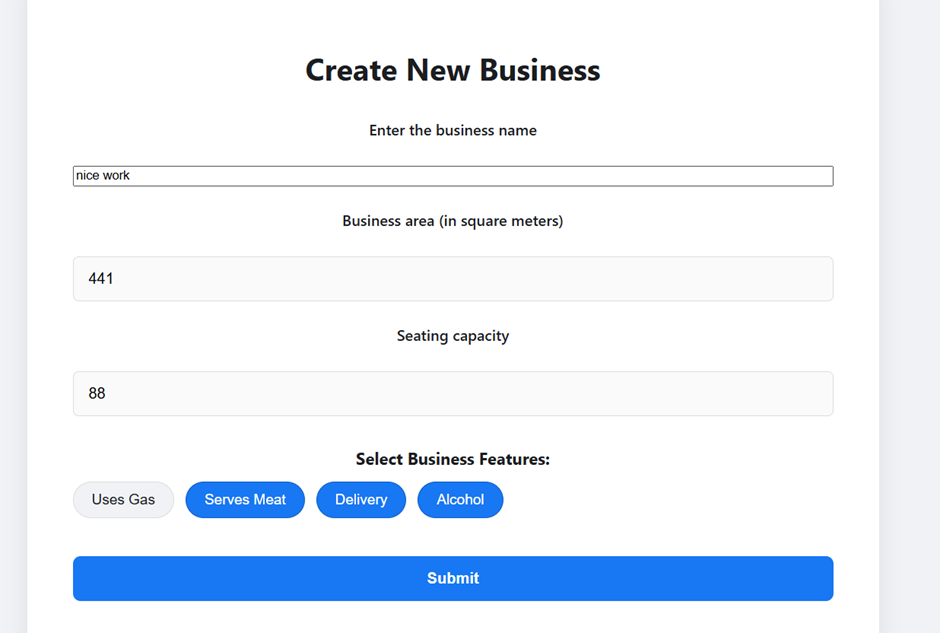 Create New Business
Enter the business name
nice work
Business area (in square meters)
441
Seating capacity
88
Select Business Features:
Uses Gas Serves Meat Delivery Alcohol
Submit